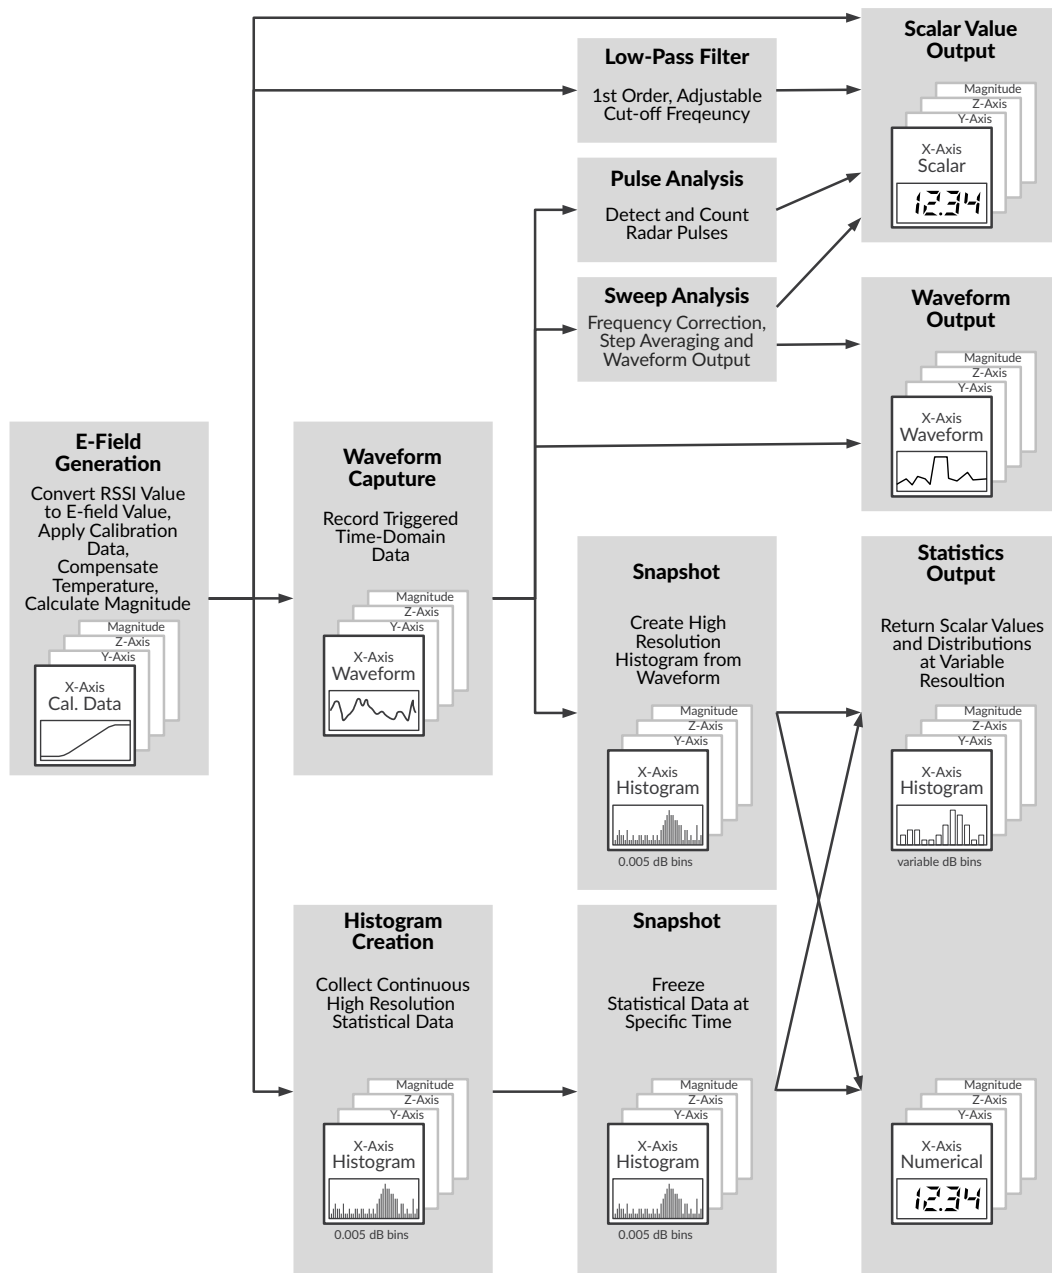 E-Field
Generation
Convert RSSI Value
to E-field Value,
Apply Calibration
Data,
Compensate
Temperature,
Calculate Magnitude
Magnitude
Z-Axis
Y-Axis
X-Axis
Cal. Data
Waveform
Caputure
Record Triggered
Time-Domain
Data
Magnitude
Z-Axis
Y-Axis
X-Axis
Waveform
Histogram
Creation
Collect Continuous
High Resolution
Statistical Data
Magnitude
Z-Axis
Y-Axis
X-Axis
Histogram
0.005 dB bins
Low-Pass Filter
1st Order, Adjustable
Cut-off Freqeuncy
Pulse Analysis
Detect and Count
Radar Pulses
Sweep Analysis
Frequency Correction,
Step Averaging and
Waveform Output
Snapshot
Create High
Resolution
Histogram from
Waveform
Magnitude
Z-Axis
Y-Axis
X-Axis
Histogram
0.005 dB bins
Snapshot
Freeze
Statistical Data at
Specific Time
Magnitude
Z-Axis
Y-Axis
X-Axis
Histogram
0.005 dB bins
Scalar Value
Output
Magnitude
Z-Axis
Y-Axis
X-Axis
Scalar
12.34
Waveform
Output
Magnitude
Z-Axis
Y-Axis
X-Axis
Waveform
Statistics
Output
Return Scalar Values
and Distributions
at Variable
Resoultion
Magnitude
Z-Axis
Y-Axis
X-Axis
Histogram
variable dB bins
Magnitude
Z-Axis
Y-Axis
X-Axis
Numerical
12.34